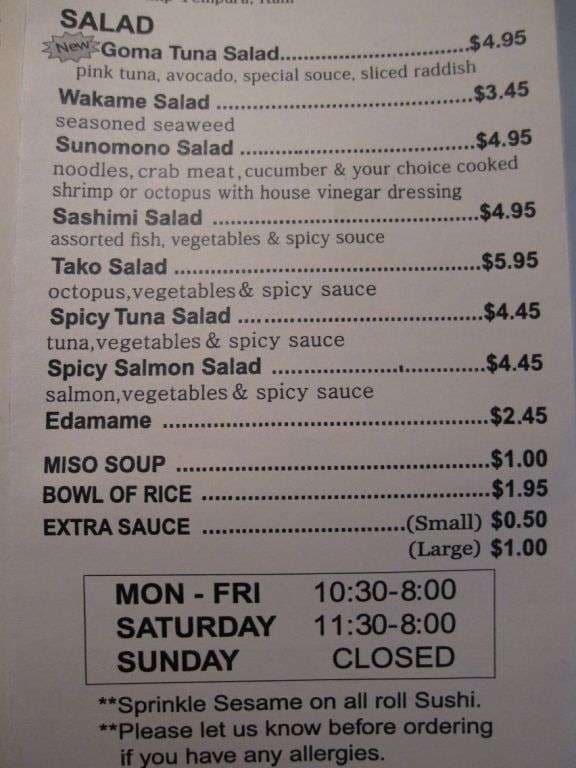 Tempura,
SALAD
New Goma Tuna Salad..............................$4.95
pink tuna, avocado, special souce, sliced raddish
Wakame Salad ........................................$3.45
seasoned seaweed
Sunomono Salad .....................................$4.95
noodles, crab meat, cucumber & your choice cooked
shrimp or octopus with house vinegar dressing
Sashimi Salad .........................................$4.95
assorted fish, vegetables & spicy souce
Tako Salad ...............................................$5.95
octopus,vegetables & spicy sauce
Spicy Tuna Salad ......................................$4.45
tuna,vegetables & spicy sauce
Spicy Salmon Salad .................................$4.45
salmon,vegetables & spicy sauce
Edamame ..................................................$2.45
MISO SOUP ................................................$1.00
BOWL OF RICE ............................................$1.95
EXTRA SAUCE ..............................(Small) $0.50
(Large) $1.00
MON - FRI 10:30-8:00
SATURDAY 11:30-8:00
SUNDAY CLOSED
**Sprinkle Sesame on all roll Sushi.
**Please let us know before ordering
if you have any allergies.